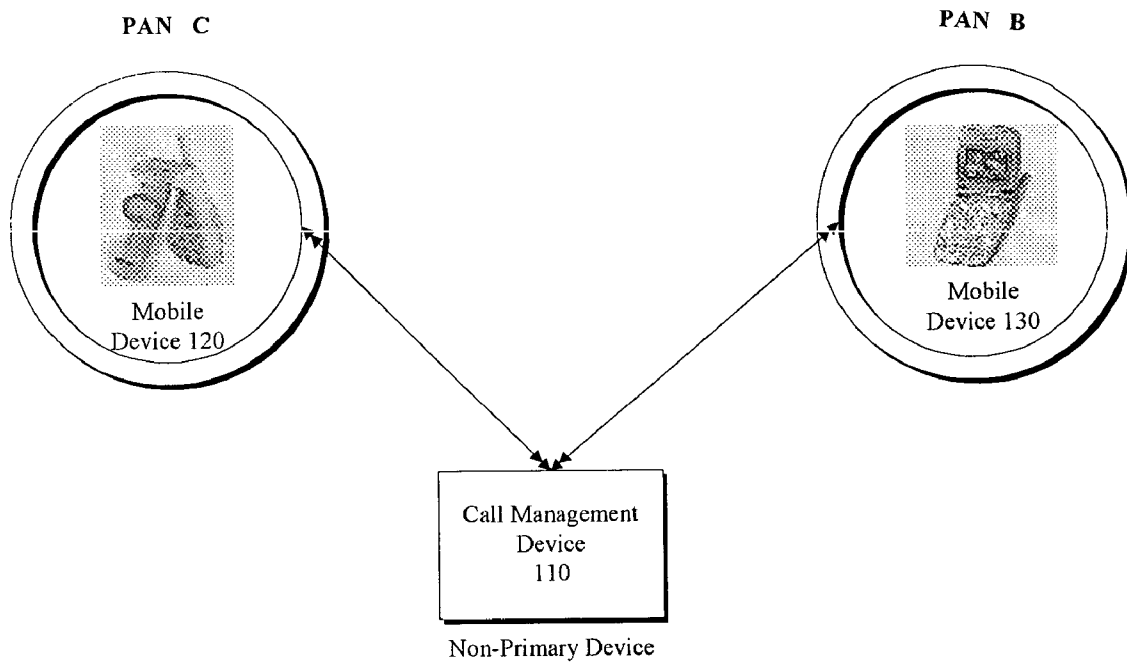 PAN C
PAN B
Mobile
Device 120
Mobile
Device 130
Call Management
Device
110
Non-Primary Device